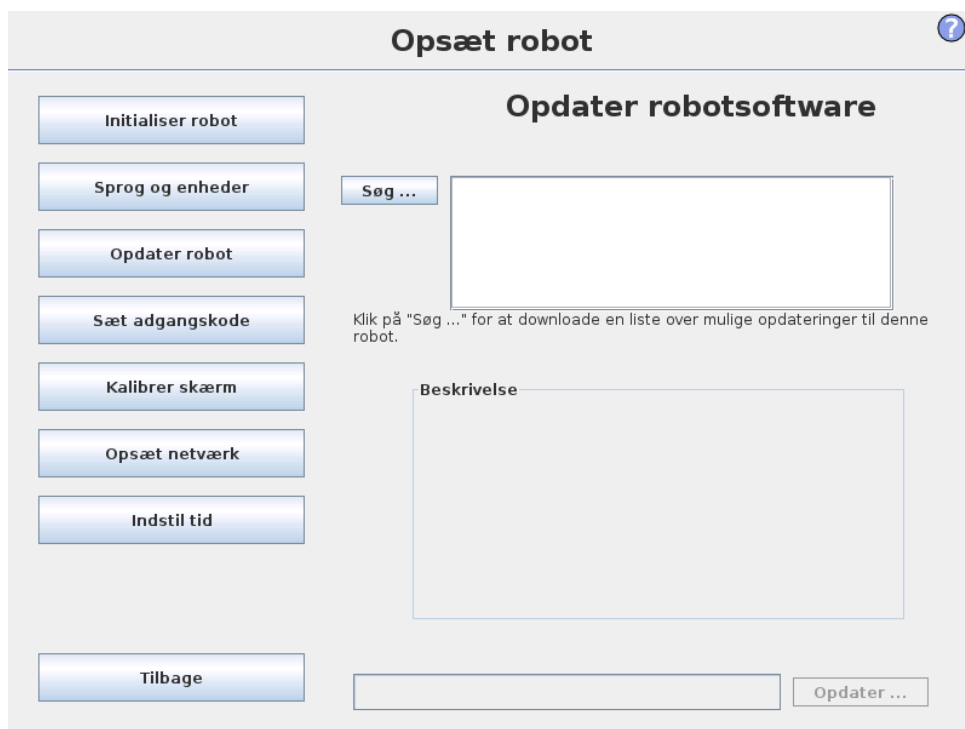 Opsæt robot
?
Initialiser robot
Sprog og enheder
Opdater robot
Sæt adgangskode
Kalibrer skærm
Opsæt netværk
Indstil tid
Tilbage
Opdater robotsoftware
Søg ...
Klik på "Søg ..." for at downloade en liste over mulige opdateringer til denne
robot.
Beskrivelse
Opdater ...